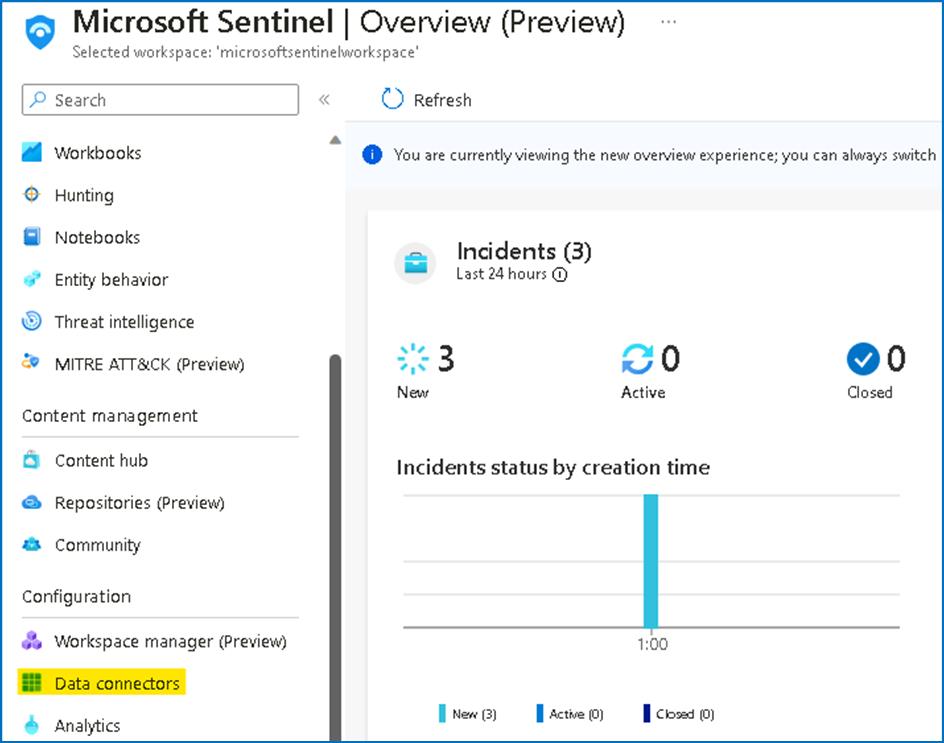 Microsoft Sentinel | Overview (Preview) ...
Selected workspace: 'microsoftsentinelworkspace'
Search
«
Refresh
Workbooks
Hunting
Notebooks
Entity behavior
Threat intelligence
MITRE ATT&CK (Preview)
Content management
Content hub
Repositories (Preview)
Community
Configuration
Workspace manager (Preview)
Data connectors
Analytics
You are currently viewing the new overview experience; you can always switch
Incidents (3)
Last 24 hours
3 0 0
New Active Closed
Incidents status by creation time
1:00
New (3) Active (0) Closed (0)